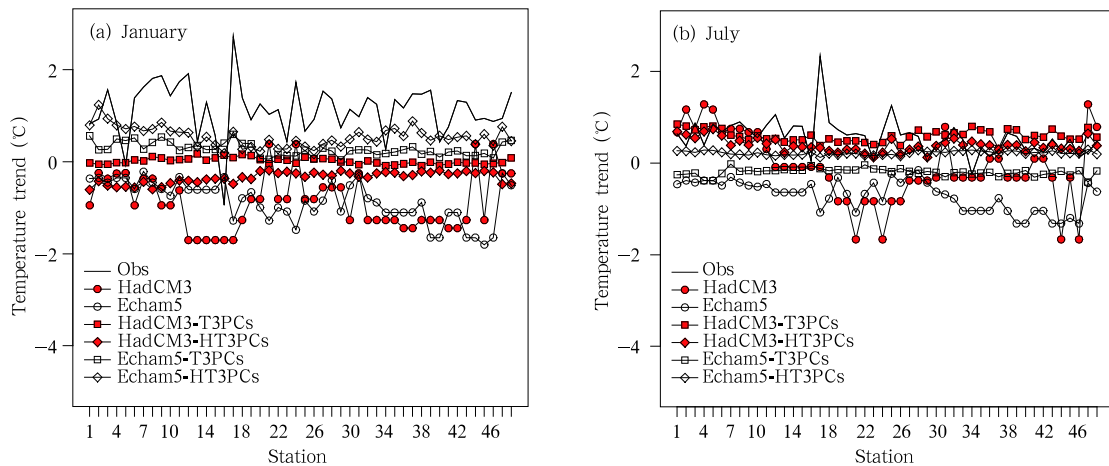 (a) January
Temperature trend (℃)
2
0
−2
−4
Obs
HadCM3
Echam5
HadCM3-T3PCs
HadCM3-HT3PCs
Echam5-T3PCs
Echam5-HT3PCs
1 4 7 10 14 18 22 26 30 34 38 42 46
Station
(b) July
Temperature trend (℃)
2
0
−2
−4
Obs
HadCM3
Echam5
HadCM3-T3PCs
HadCM3-HT3PCs
Echam5-T3PCs
Echam5-HT3PCs
1 4 7 10 14 18 22 26 30 34 38 42 46
Station